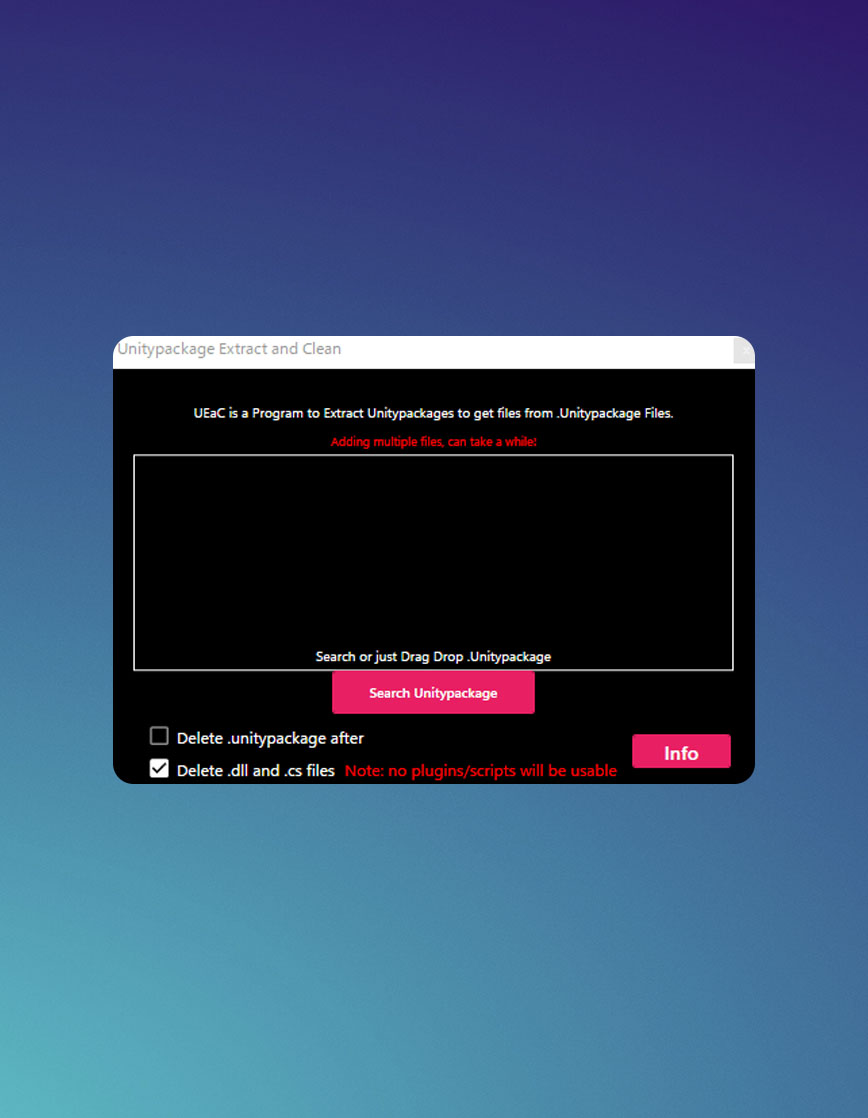 Unitypackage Extract and Clean
UEaC is a Program to Extract Unitypackages to get files from .Unitypackage Files.
Adding multiple files, can take a while!
Search or just Drag Drop .Unitypackage
Search Unitypackage
Delete .unitypackage after
Info
Delete .dll and .cs files Note: no plugins/scripts will be usable